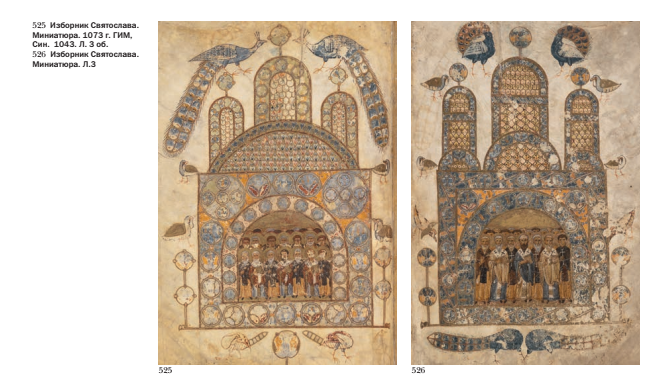 525 Изборник Святослава.
Миниатюра. 1073 г. ГИМ,
Син. 1043. Л. 3 об.
526 Изборник Святослава.
Миниатюра. Л.3
525
526